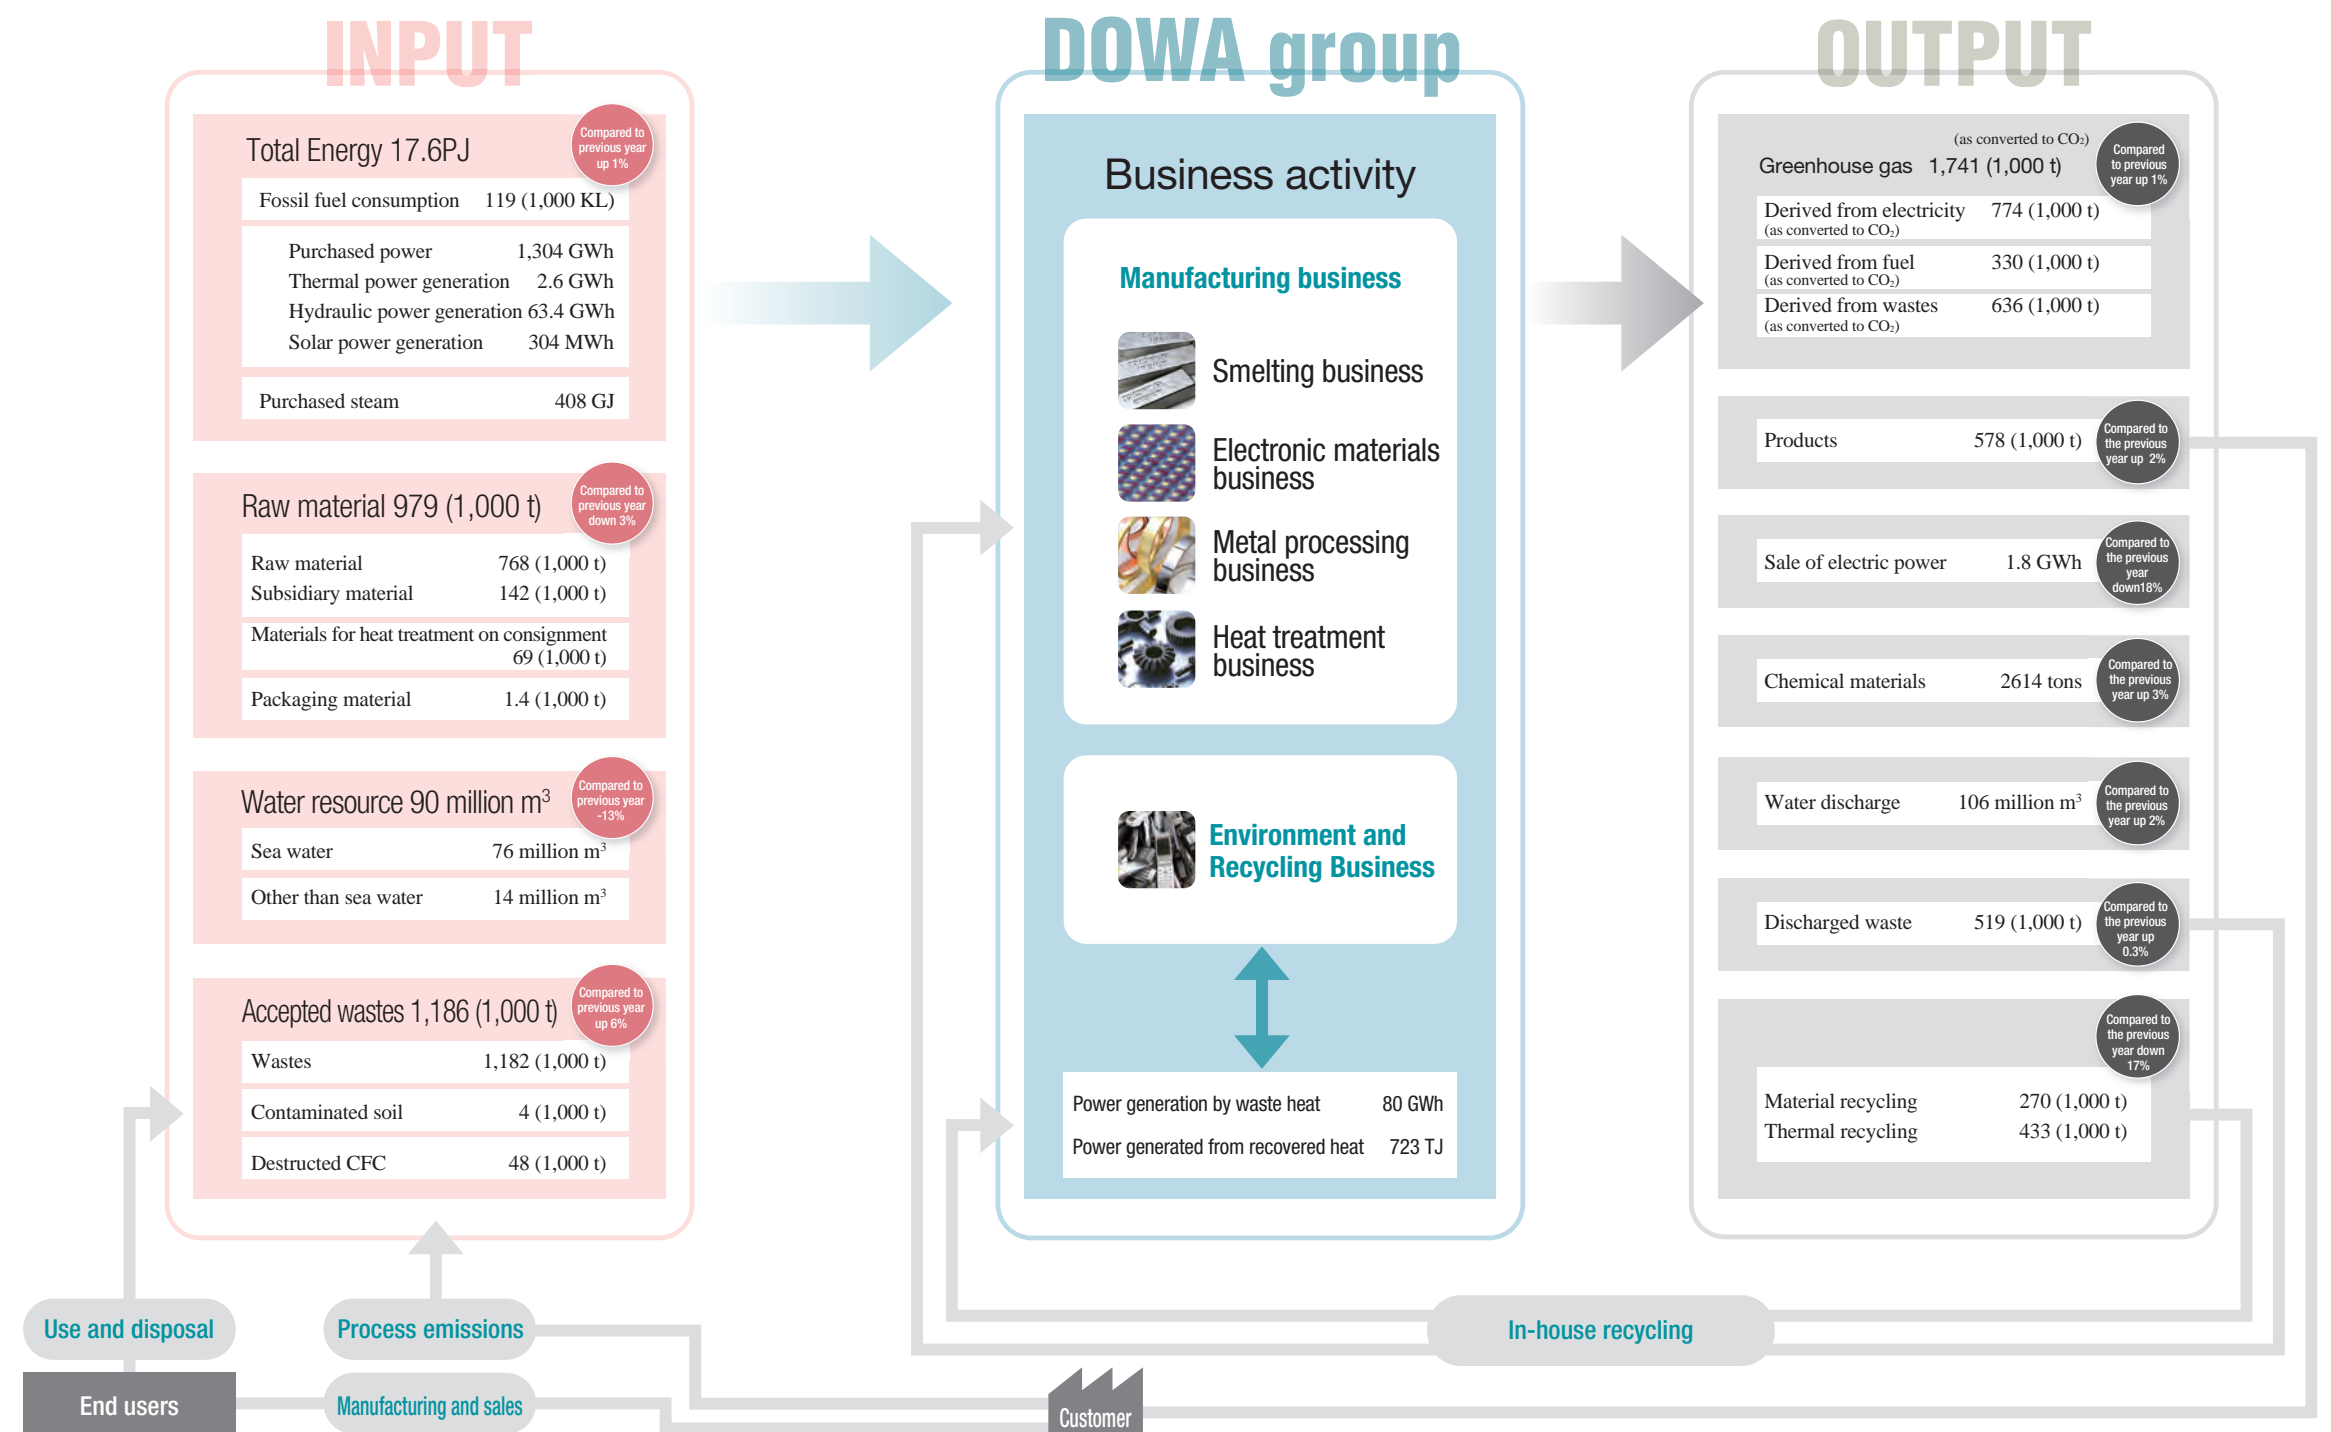 INPUT
Total Energy 17.6PJ
Compared to
previous year
up 1%
Fossil fuel consumption 119 (1,000 KL)
Purchased power 1,304 GWh
Thermal power generation 2.6 GWh
Hydraulic power generation 63.4 GWh
Solar power generation 304 MWh
Purchased steam 408 GJ
Raw material 979 (1,000 t)
Compared to
previous year
down 3%
Raw material 768 (1,000 t)
Subsidiary material 142 (1,000 t)
Materials for heat treatment on consignment
69 (1,000 t)
Packaging material 1.4 (1,000 t)
Water resource 90 million m³
Compared to
previous year
-13%
Sea water 76 million m³
Other than sea water 14 million m³
Accepted wastes 1,186 (1,000 t)
Compared to
previous year
up 6%
Wastes 1,182 (1,000 t)
Contaminated soil 4 (1,000 t)
Destructed CFC 48 (1,000 t)
DOWA group
Business activity
Manufacturing business
Smelting business
Electronic materials
business
Metal processing
business
Heat treatment
business
Environment and
Recycling Business
Power generation by waste heat 80 GWh
Power generated from recovered heat 723 TJ
OUTPUT
(as converted to CO₂)
Greenhouse gas 1,741 (1,000 t)
Compared
to previous
year up 1%
Derived from electricity 774 (1,000 t)
(as converted to CO₂)
Derived from fuel 330 (1,000 t)
(as converted to CO₂)
Derived from wastes 636 (1,000 t)
(as converted to CO₂)
Products 578 (1,000 t)
Compared to
the previous
year up 2%
Sale of electric power 1.8 GWh
Compared to
the previous
year
down18%
Chemical materials 2614 tons
Compared to
the previous
year up 3%
Water discharge 106 million m³
Compared to
the previous
year up 2%
Discharged waste 519 (1,000 t)
Compared to
the previous
year up
0.3%
Compared to
the previous
year down
17%
Material recycling 270 (1,000 t)
Thermal recycling 433 (1,000 t)
Use and disposal
Process emissions
In-house recycling
End users
Manufacturing and sales
Customer